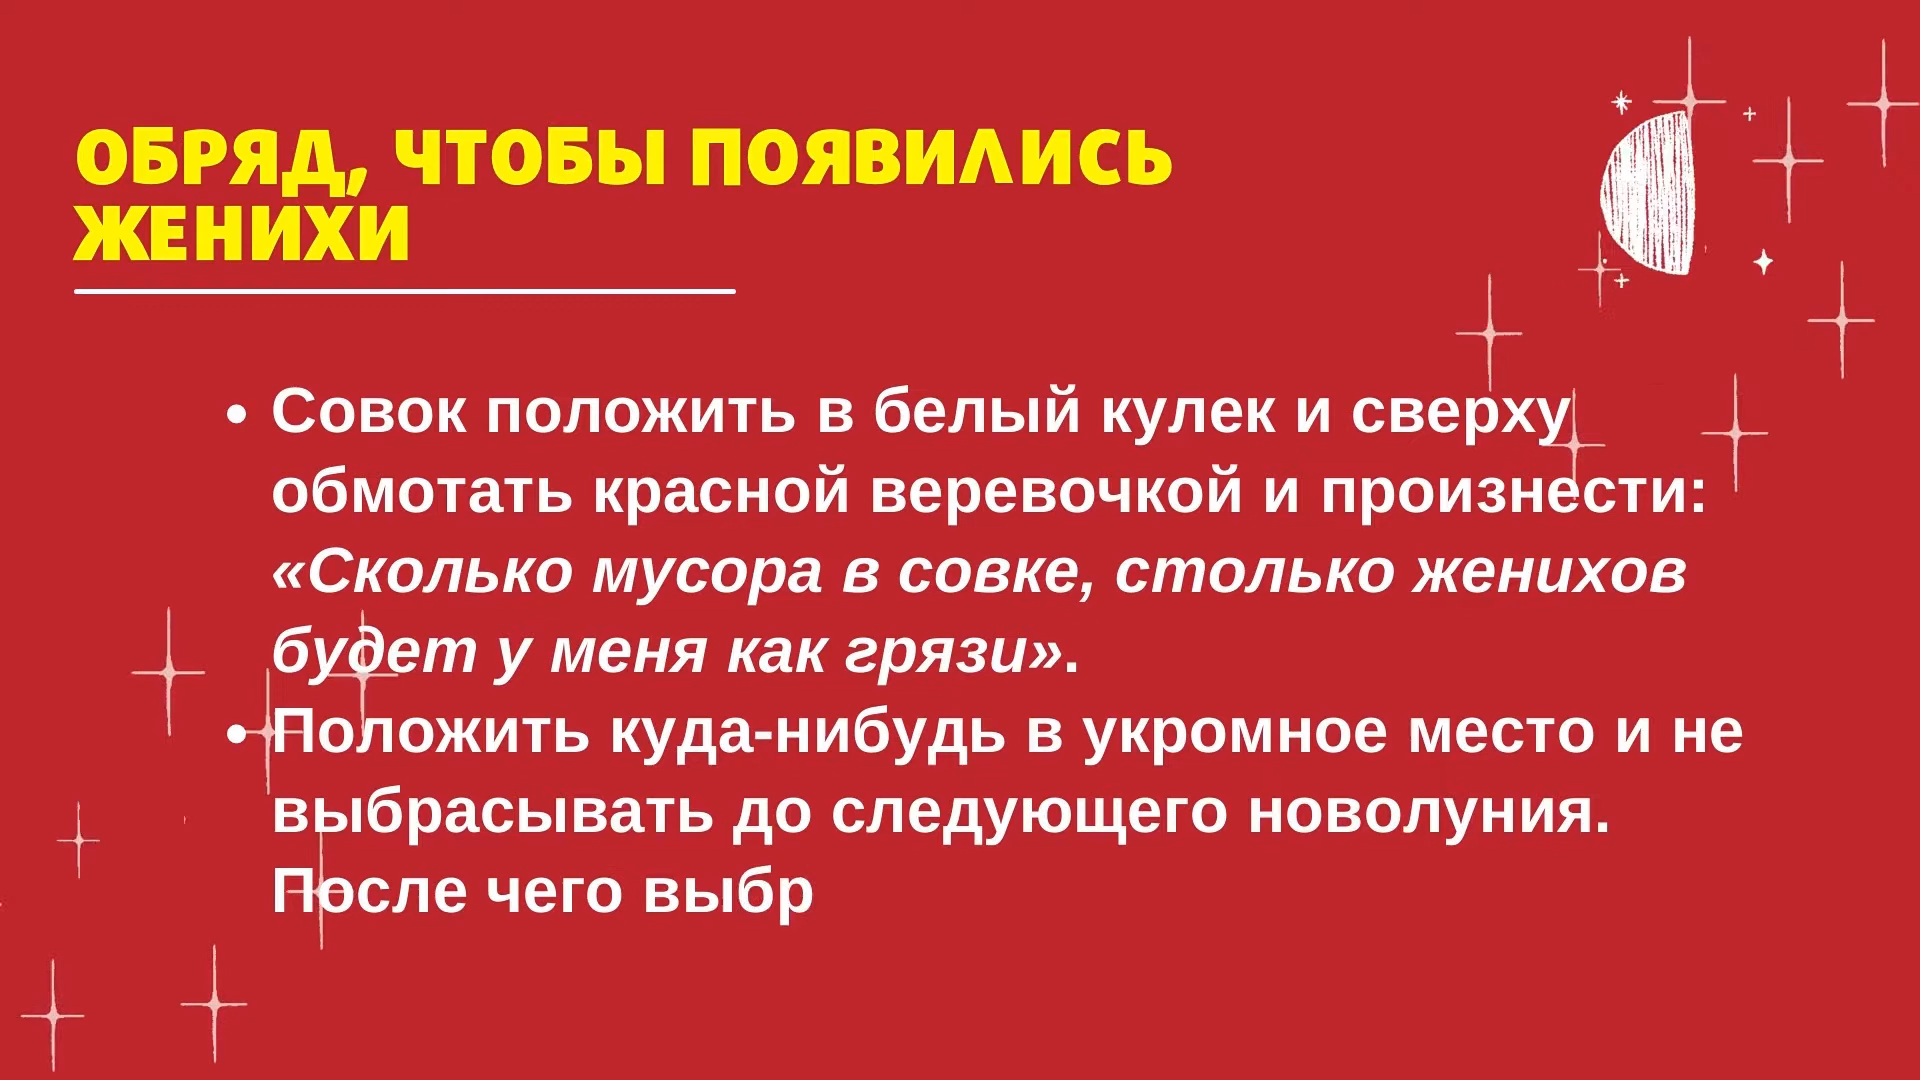 ОБРЯД, ЧТОБЫ ПОЯВИЛИСЬ
ЖЕНИХИ
• Совок положить в белый кулек и сверху
обмотать красной веревочкой и произнести:
«Сколько мусора в совке, столько женихов
будет у меня как грязи».
• Положить куда-нибудь в укромное место и не
выбрасывать до следующего новолуния.
После чего выбр